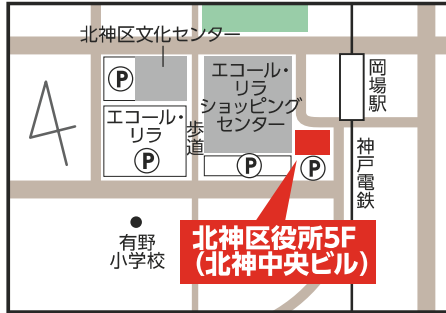 北神区文化センター
P
エコール・
リラ
ショッピング
センター
岡場駅
エコール・
リラ
P
歩道
P
P
神戸電鉄
北神区役所5F
(北神中央ビル)
有野
小学校